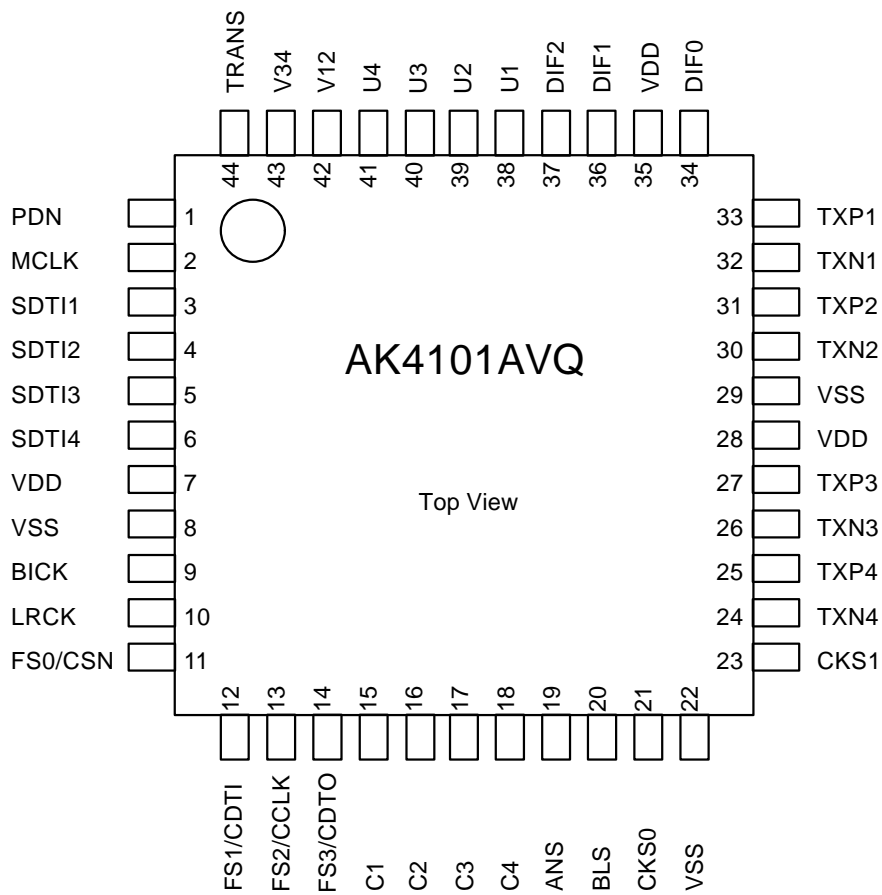 TRANS
V34
V12
U4
U3
U2
U1
DIF2
DIF1
VDD
DIF0
44
43
42
41
40
39
38
37
36
35
34
PDN 1
MCLK 2
SDTI1 3
SDTI2 4
SDTI3 5
SDTI4 6
VDD 7
VSS 8
BICK 9
LRCK 10
FS0/CSN 11
AK4101AVQ
Top View
33 TXP1
32 TXN1
31 TXP2
30 TXN2
29 VSS
28 VDD
27 TXP3
26 TXN3
25 TXP4
24 TXN4
23 CKS1
12
13
14
15
16
17
18
19
20
21
22
FS1/CDTI
FS2/CCLK
FS3/CDTO
C1
C2
C3
C4
ANS
BLS
CKS0
VSS